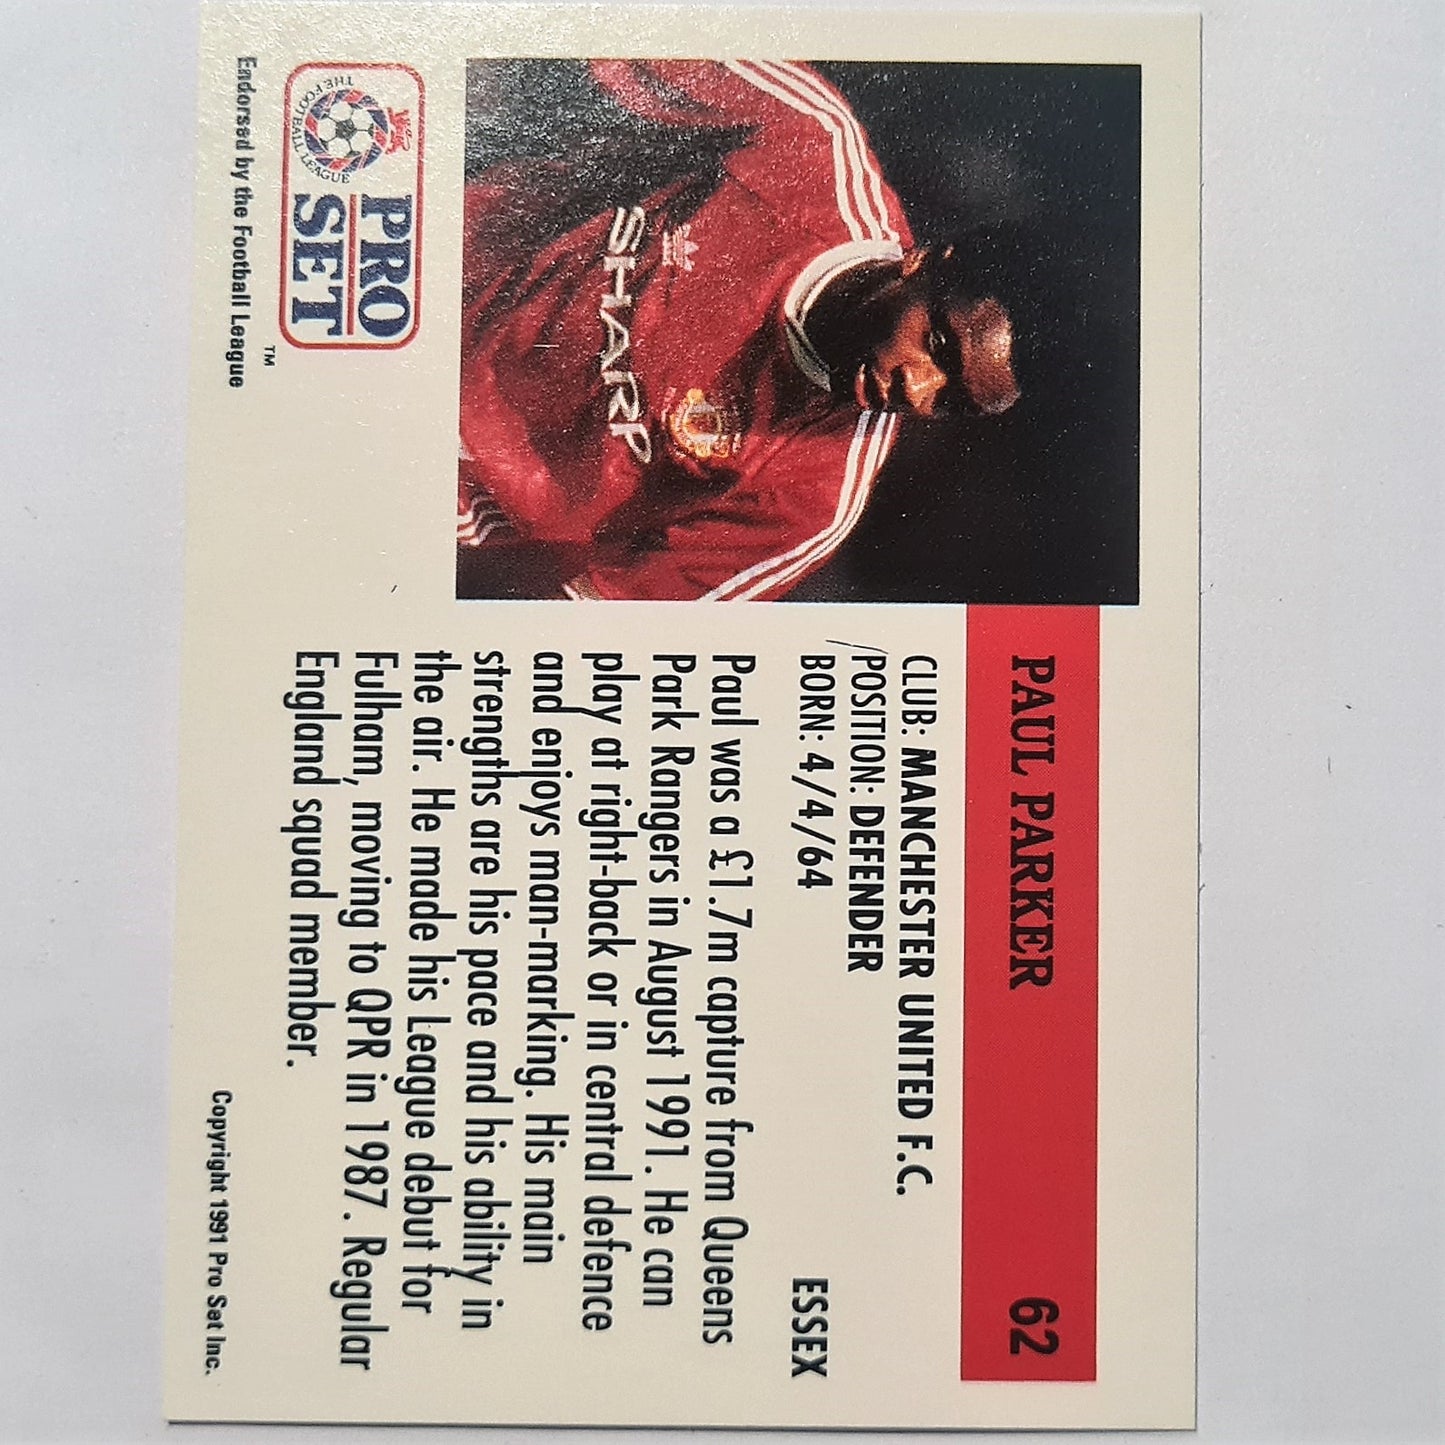 PAUL PARKER 62
CLUB: MANCHESTER UNITED F.C.
POSITION: DEFENDER
BORN: 4/4/64 ESSEX
Paul was a £1.7m capture from Queens
Park Rangers in August 1991. He can
play at right-back or in central defence
and enjoys man-marking. His main
strengths are his pace and his ability in
the air. He made his League debut for
Fulham, moving to QPR in 1987. Regular
England squad member.
SHARP
THE FOOTBALL LEAGUE
PRO
SET
TM
Endorsed by the Football League
Copyright 1991 Pro Set Inc.